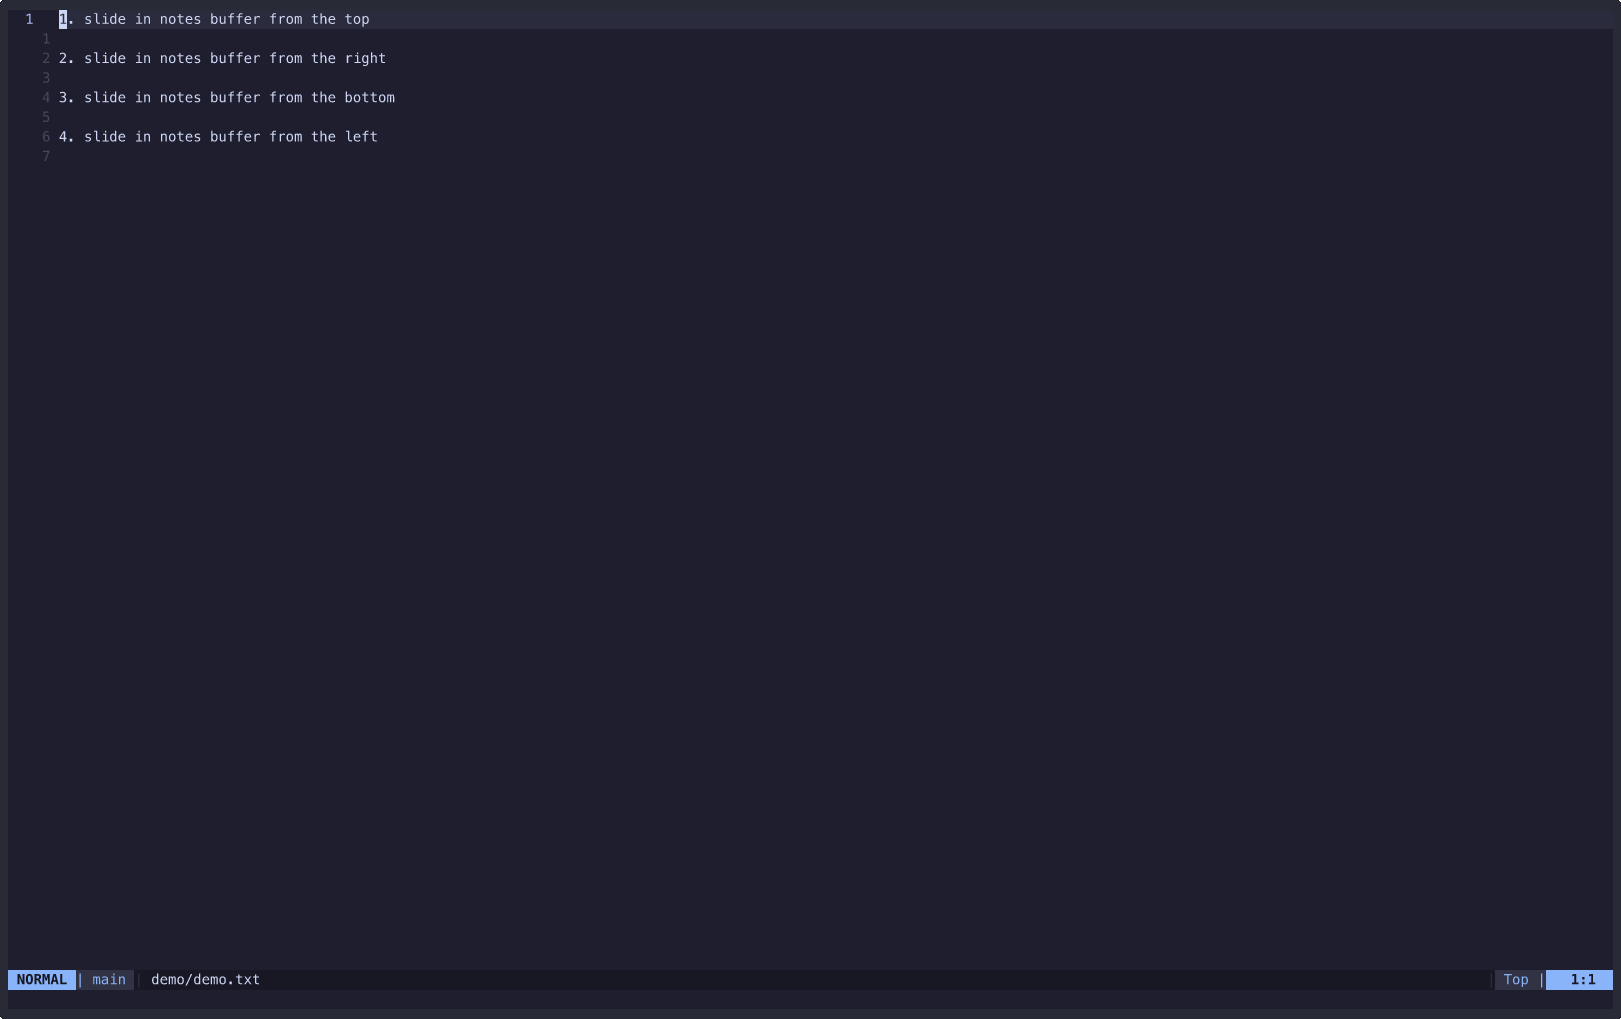 1 1. slide in notes buffer from the top
1
2 2. slide in notes buffer from the right
3
4 3. slide in notes buffer from the bottom
5
6 4. slide in notes buffer from the left
7
NORMAL | main | demo/demo.txt | Top | 1:1